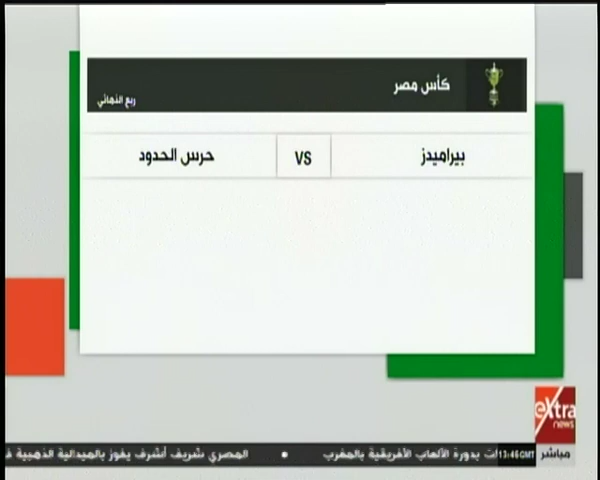 كأس مصر
ربع النهائي
بيراميدز VS حرس الحدود
eXtra
news
مباشر
13:46GMT
ات بدورة الألعاب الأفريقية بالمغرب • المصري شريف أشرف يفوز بالميدالية الذهبية ف